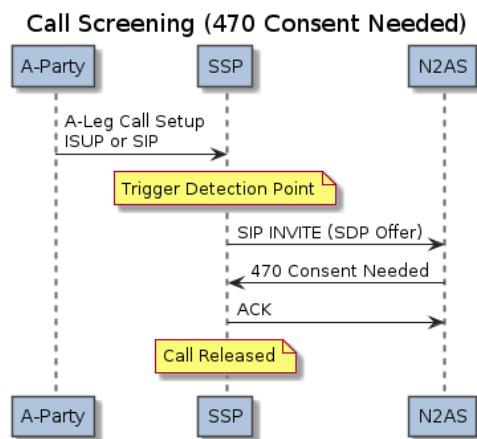 Call Screening (470 Consent Needed)
A-Party
SSP
N2AS
A-Leg Call Setup
ISUP or SIP
Trigger Detection Point
SIP INVITE (SDP Offer)
470 Consent Needed
ACK
Call Released
A-Party
SSP
N2AS